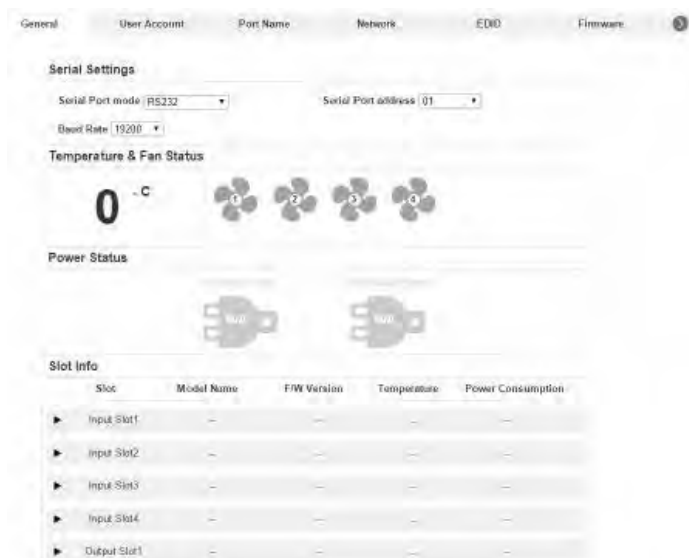 General User Account Port Name Network EDID Firmware
Serial Settings
Serial Port mode RS232 Serial Port address 01
Baud Rate 19200
Temperature & Fan Status
0 °C 1 2 3 4
Power Status
Slot Info
Slot Model Name F/W Version Temperature Power Consumption
Input Slot1 -- -- -- --
Input Slot2 -- -- -- --
Input Slot3 -- -- -- --
Input Slot4 -- -- -- --
Output Slot1 -- -- -- --